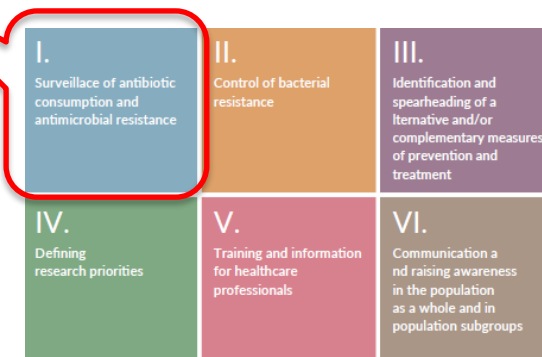 I.
Surveillace of antibiotic
consumption and
antimicrobial resistance
II.
Control of bacterial
resistance
III.
Identification and
spearheading of a
lternative and/or
complementary measures
of prevention and
treatment
IV.
Defining
research priorities
V.
Training and information
for healthcare
professionals
VI.
Communication a
nd raising awareness
in the population
as a whole and in
population subgroups